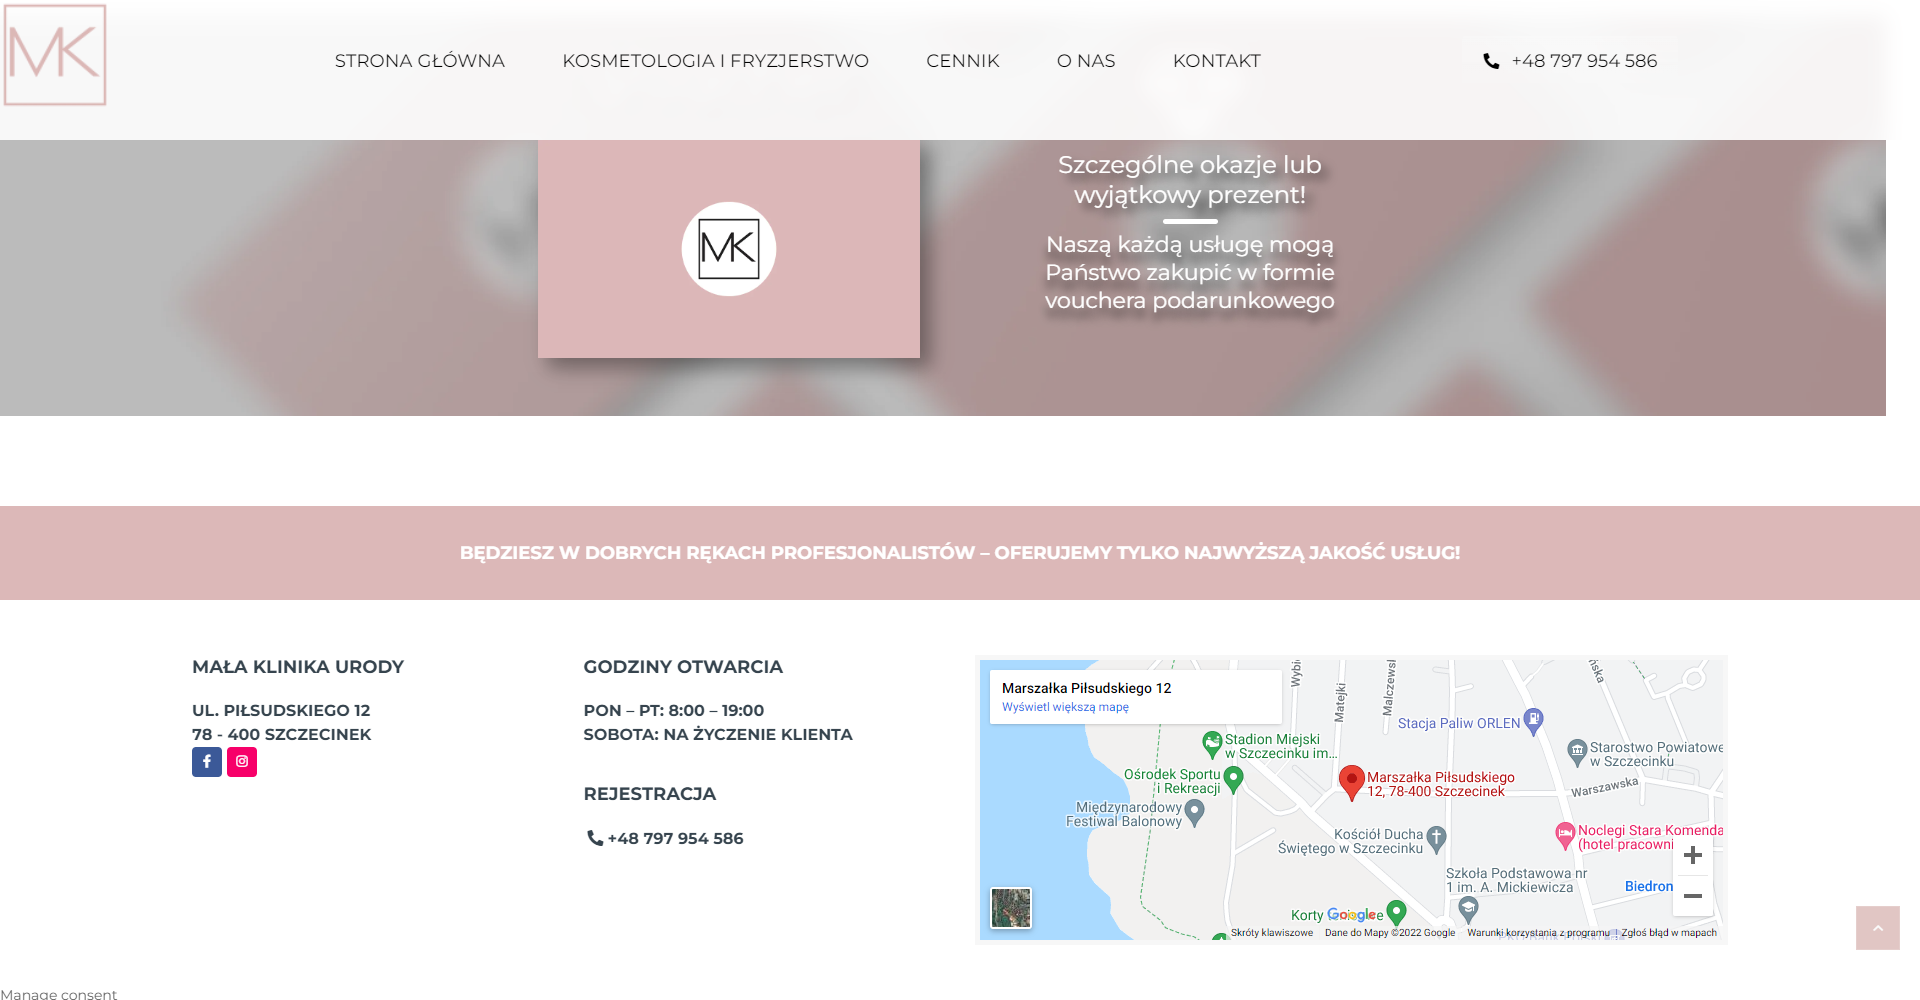 MK
STRONA GŁÓWNA
KOSMETOLOGIA I FRYZJERSTWO
CENNIK
O NAS
KONTAKT
+48 797 954 586
MK
Szczególne okazje lub
wyjątkowy prezent!
Naszą każdą usługę mogą
Państwo zakupić w formie
vouchera podarunkowego
BĘDZIESZ W DOBRYCH RĘKACH PROFESJONALISTÓW – OFERUJEMY TYLKO NAJWYŻSZĄ JAKOŚĆ USŁUG!
MAŁA KLINIKA URODY
UL. PIŁSUDSKIEGO 12
78 - 400 SZCZECINEK
GODZINY OTWARCIA
PON – PT: 8:00 – 19:00
SOBOTA: NA ŻYCZENIE KLIENTA
REJESTRACJA
+48 797 954 586
Marszałka Piłsudskiego 12
Wyświetl większą mapę
Matejki
Stacja Paliw ORLEN
Stadion Miejski
w Szczecinku im...
Starostwo Powiatowe
w Szczecinku
Ośrodek Sportu
i Rekreacji
Marszałka Piłsudskiego
12, 78-400 Szczecinek
Warszawska
Międzynarodowy
Festiwal Balonowy
Kościół Ducha
Świętego w Szczecinku
Noclegi Stara Komenda
(hotel pracowni
Szkoła Podstawowa nr
1 im. A. Mickiewicza
Biedron
Korty
Google
Skróty klawiszowe
Dane do Mapy ©2022 Google
Warunki korzystania z programu
Zgłoś błąd w mapach
Manage consent